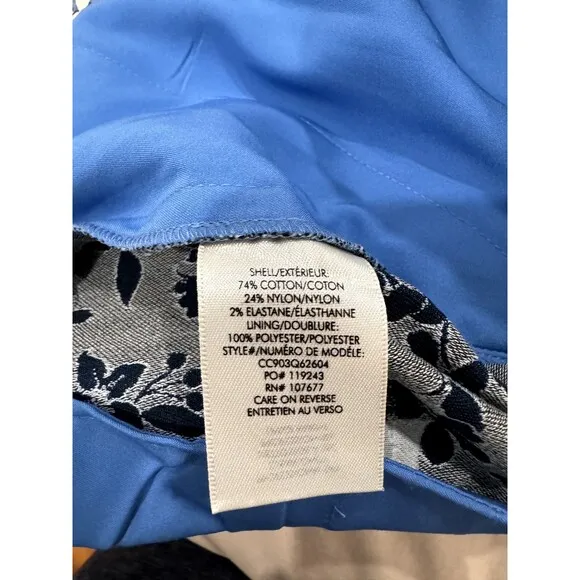 SHELL/EXTÉRIEUR:
74% COTTON/COTON
24% NYLON/NYLON
2% ELASTANE/ÉLASTHANNE
LINING/DOUBLURE:
100% POLYESTER/POLYESTER
STYLE#/NUMÉRO DE MODÈLE:
CC903Q62604
PO# 119243
RN# 107677
CARE ON REVERSE
ENTRETIEN AU VERSO